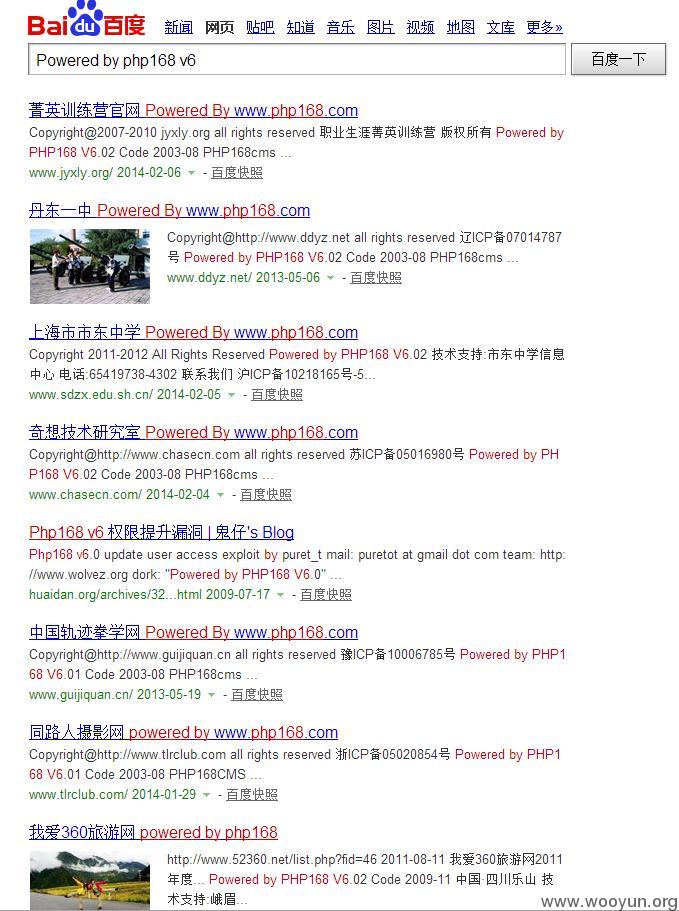 Bai du 百度 新闻 网页 贴吧 知道 音乐 图片 视频 地图 文库 更多»
Powered by php168 v6 百度一下
菁英训练营官网 Powered By www.php168.com
Copyright@2007-2010 jyxly.org all rights reserved 职业生涯菁英训练营 版权所有 Powered by
PHP168 V6.02 Code 2003-08 PHP168cms ...
www.jyxly.org/ 2014-02-06 - 百度快照
丹东一中 Powered By www.php168.com
Copyright@http://www.ddyz.net all rights reserved 辽ICP备07014787
号 Powered by PHP168 V6.02 Code 2003-08 PHP168cms ...
www.ddyz.net/ 2013-05-06 - 百度快照
上海市市东中学 Powered By www.php168.com
Copyright 2011-2012 All Rights Reserved Powered by PHP168 V6.02 技术支持:市东中学信息
中心 电话:65419738-4302 联系我们 沪ICP备10218165号-5...
www.sdzx.edu.sh.cn/ 2014-02-05 - 百度快照
奇想技术研究室 Powered By www.php168.com
Copyright@http://www.chasecn.com all rights reserved 苏ICP备05016980号 Powered by PH
P168 V6.02 Code 2003-08 PHP168cms ...
www.chasecn.com/ 2014-02-04 - 百度快照
Php168 v6 权限提升漏洞 | 鬼仔's Blog
Php168 v6.0 update user access exploit by puret_t mail: puretot at gmail dot com team: http:
//www.wolvez.org dork: "Powered by PHP168 V6.0" ...
huaidan.org/archives/32...html 2009-07-17 - 百度快照
中国轨迹拳学网 Powered By www.php168.com
Copyright@http://www.guijiquan.cn all rights reserved 豫ICP备10006785号 Powered by PHP1
68 V6.01 Code 2003-08 PHP168cms ...
www.guijiquan.cn/ 2013-05-19 - 百度快照
同路人摄影网 powered by www.php168.com
Copyright@http://www.tlrclub.com all rights reserved 浙ICP备05020854号 Powered by PHP1
68 V6.01 Code 2003-08 PHP168CMS ...
www.tlrclub.com/ 2014-01-29 - 百度快照
我爱360旅游网 powered by php168
http://www.52360.net/list.php?fid=46 2011-08-11 我爱360旅游网2011
年度... Powered by PHP168 V6.02 Code 2009-11 中国·四川乐山 技
术支持:峨眉...
www.wooyun.org